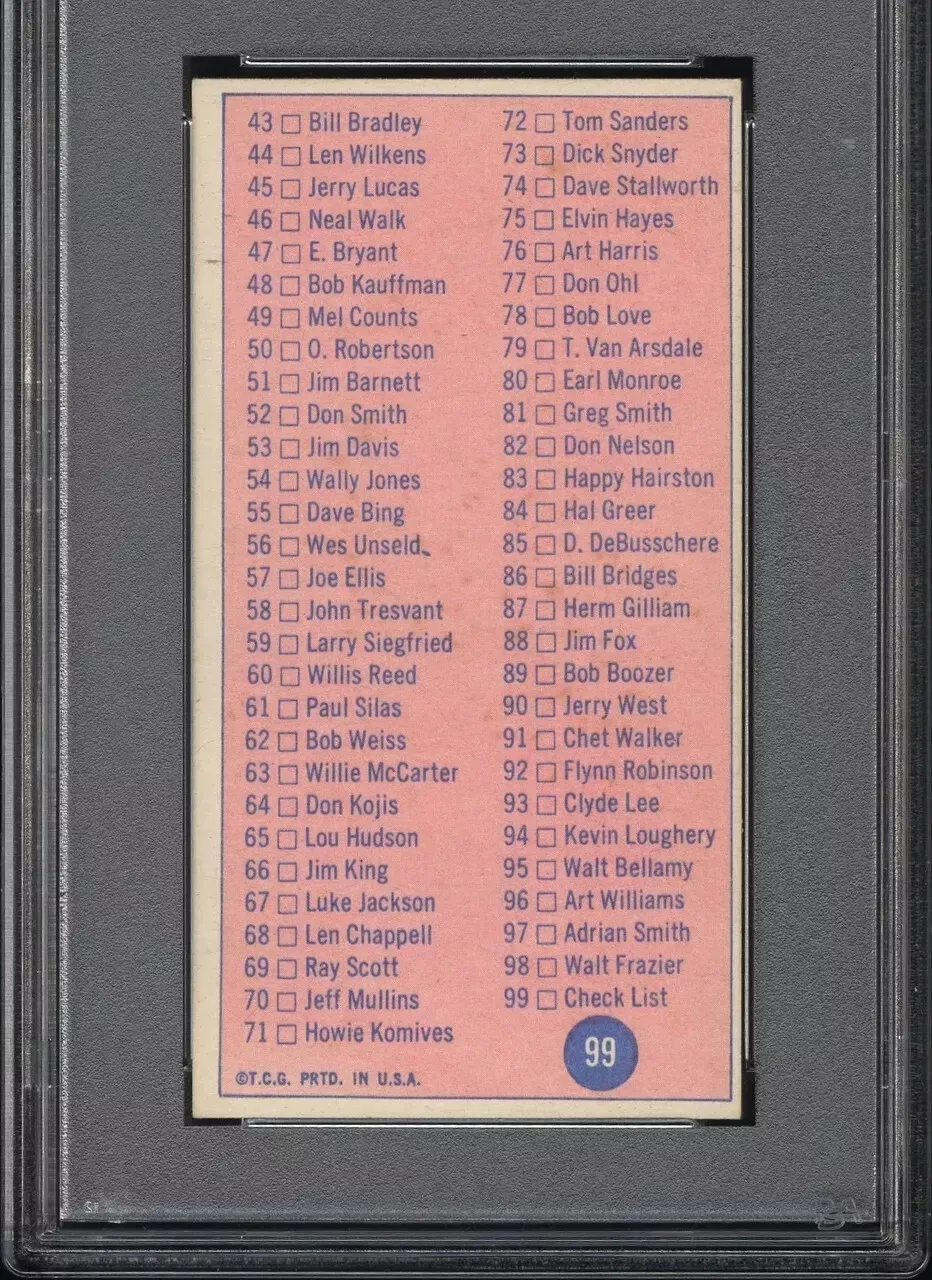 43 Bill Bradley
44 Len Wilkens
45 Jerry Lucas
46 Neal Walk
47 E. Bryant
48 Bob Kauffman
49 Mel Counts
50 O. Robertson
51 Jim Barnett
52 Don Smith
53 Jim Davis
54 Wally Jones
55 Dave Bing
56 Wes Unseld
57 Joe Ellis
58 John Tresvant
59 Larry Siegfried
60 Willis Reed
61 Paul Silas
62 Bob Weiss
63 Willie McCarter
64 Don Kojis
65 Lou Hudson
66 Jim King
67 Luke Jackson
68 Len Chappell
69 Ray Scott
70 Jeff Mullins
71 Howie Komives
72 Tom Sanders
73 Dick Snyder
74 Dave Stallworth
75 Elvin Hayes
76 Art Harris
77 Don Ohl
78 Bob Love
79 T. Van Arsdale
80 Earl Monroe
81 Greg Smith
82 Don Nelson
83 Happy Hairston
84 Hal Greer
85 D. DeBusschere
86 Bill Bridges
87 Herm Gilliam
88 Jim Fox
89 Bob Boozer
90 Jerry West
91 Chet Walker
92 Flynn Robinson
93 Clyde Lee
94 Kevin Loughery
95 Walt Bellamy
96 Art Williams
97 Adrian Smith
98 Walt Frazier
99 Check List
99
©T.C.G. PRTD. IN U.S.A.